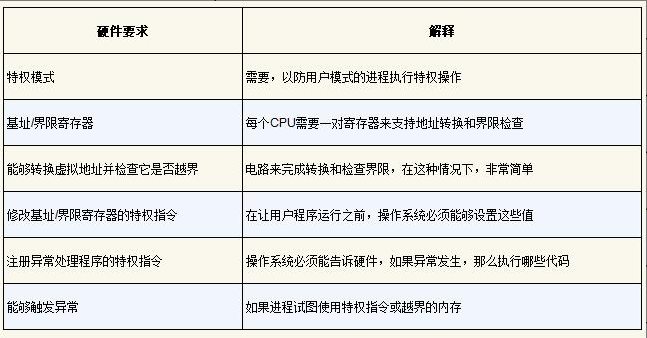 硬件要求 解释
特权模式 需要，以防用户模式的进程执行特权操作
基址/界限寄存器 每个CPU需要一对寄存器来支持地址转换和界限检查
能够转换虚拟地址并检查它是否越界 电路来完成转换和检查界限，在这种情况下，非常简单
修改基址/界限寄存器的特权指令 在让用户程序运行之前，操作系统必须能够设置这些值
注册异常处理程序的特权指令 操作系统必须能告诉硬件，如果异常发生，那么执行哪些代码
能够触发异常 如果进程试图使用特权指令或越界的内存